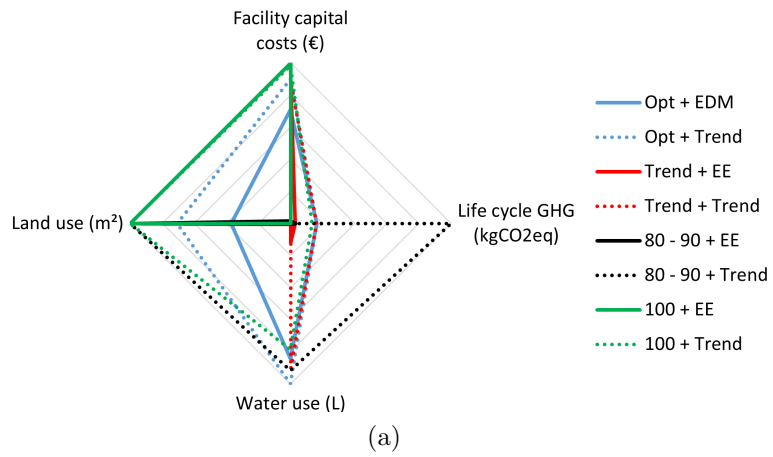 Facility capital
costs (€)
Opt + EDM
Opt + Trend
Trend + EE
Land use (m²)
Life cycle GHG
(kgCO2eq)
Trend + Trend
80 - 90 + EE
80 - 90 + Trend
100 + EE
100 + Trend
Water use (L)
(a)